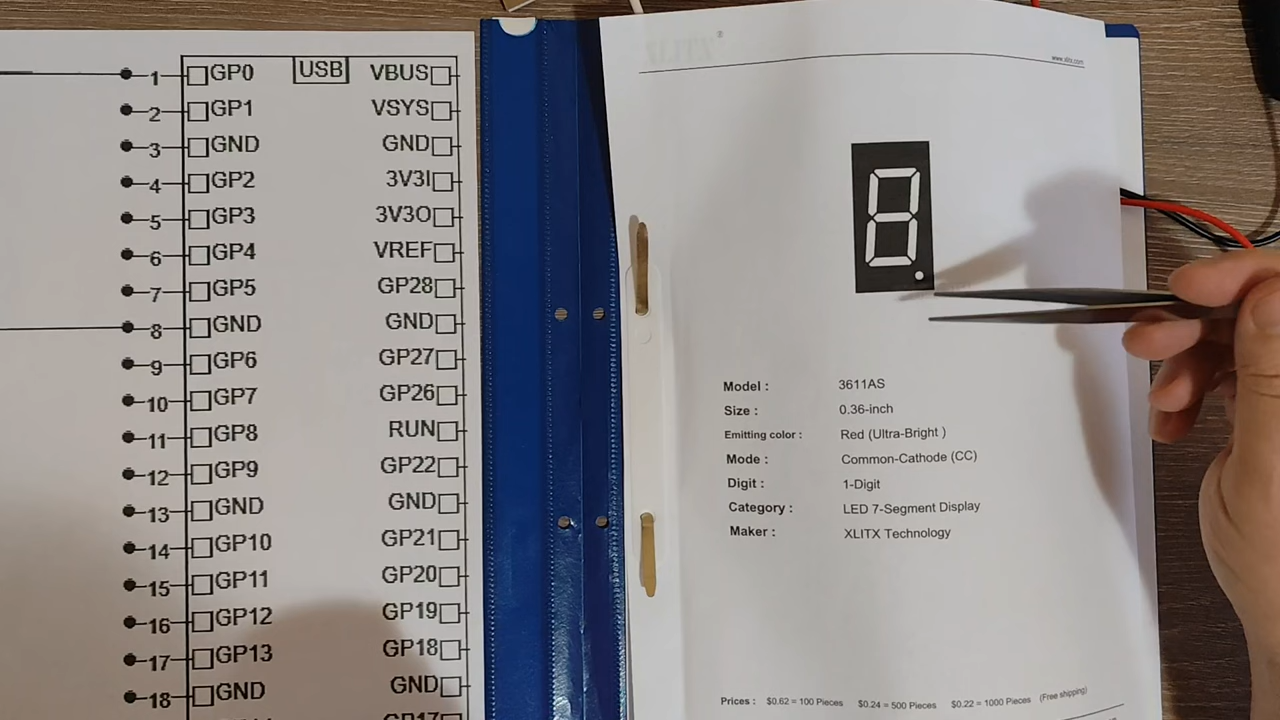 USB
1 GP0 VBUS
2 GP1 VSYS
3 GND GND
4 GP2 3V3I
5 GP3 3V3O
6 GP4 VREF
7 GP5 GP28
8 GND GND
9 GP6 GP27
10 GP7 GP26
11 GP8 RUN
12 GP9 GP22
13 GND GND
14 GP10 GP21
15 GP11 GP20
16 GP12 GP19
17 GP13 GP18
18 GND GND
GP17
www.xlitx.com
Model : 3611AS
Size : 0.36-inch
Emitting color : Red (Ultra-Bright )
Mode : Common-Cathode (CC)
Digit : 1-Digit
Category : LED 7-Segment Display
Maker : XLITX Technology
Prices : $0.62 = 100 Pieces $0.24 = 500 Pieces $0.22 = 1000 Pieces (Free shipping)